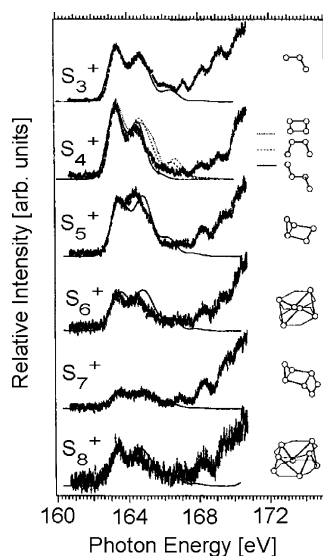 Relative Intensity [arb. units]
S₃⁺
S₄⁺
S₅⁺
S₆⁺
S₇⁺
S₈⁺
160 164 168 172
Photon Energy [eV]